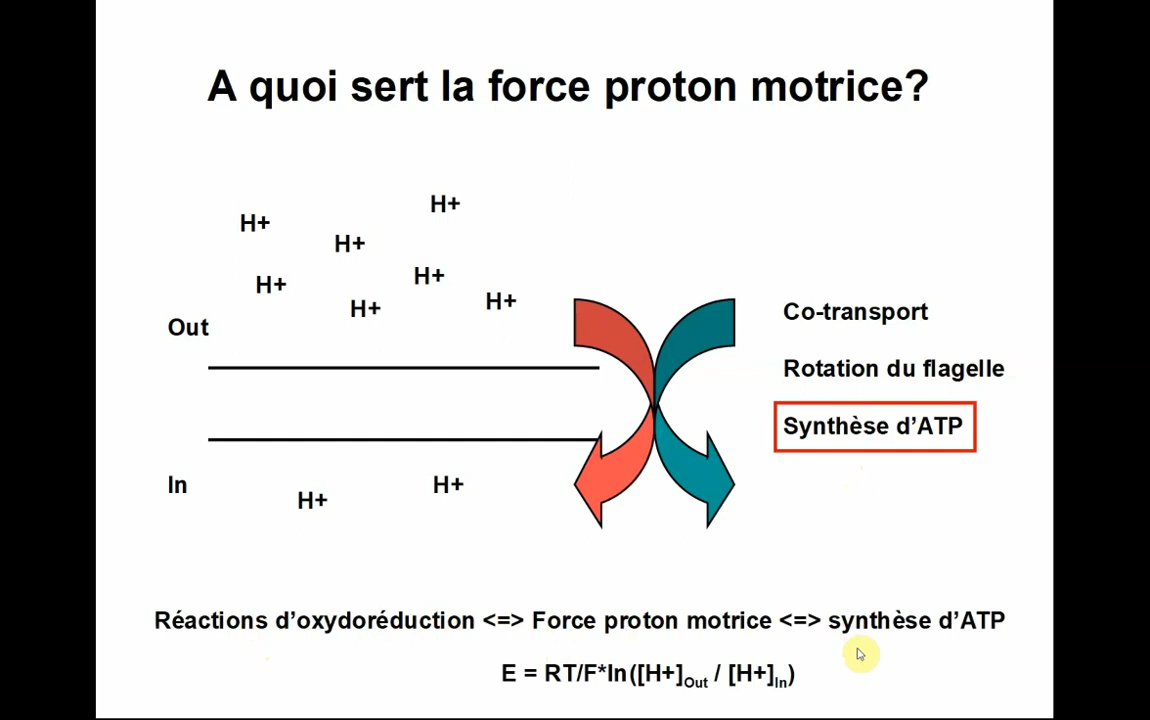 A quoi sert la force proton motrice?
H+
H+
H+
H+
H+
H+
H+
Out
In
H+
H+
Co-transport
Rotation du flagelle
Synthèse d’ATP
Réactions d’oxydoréduction <=> Force proton motrice <=> synthèse d’ATP
E = RT/F*ln([H+]Out / [H+]In)